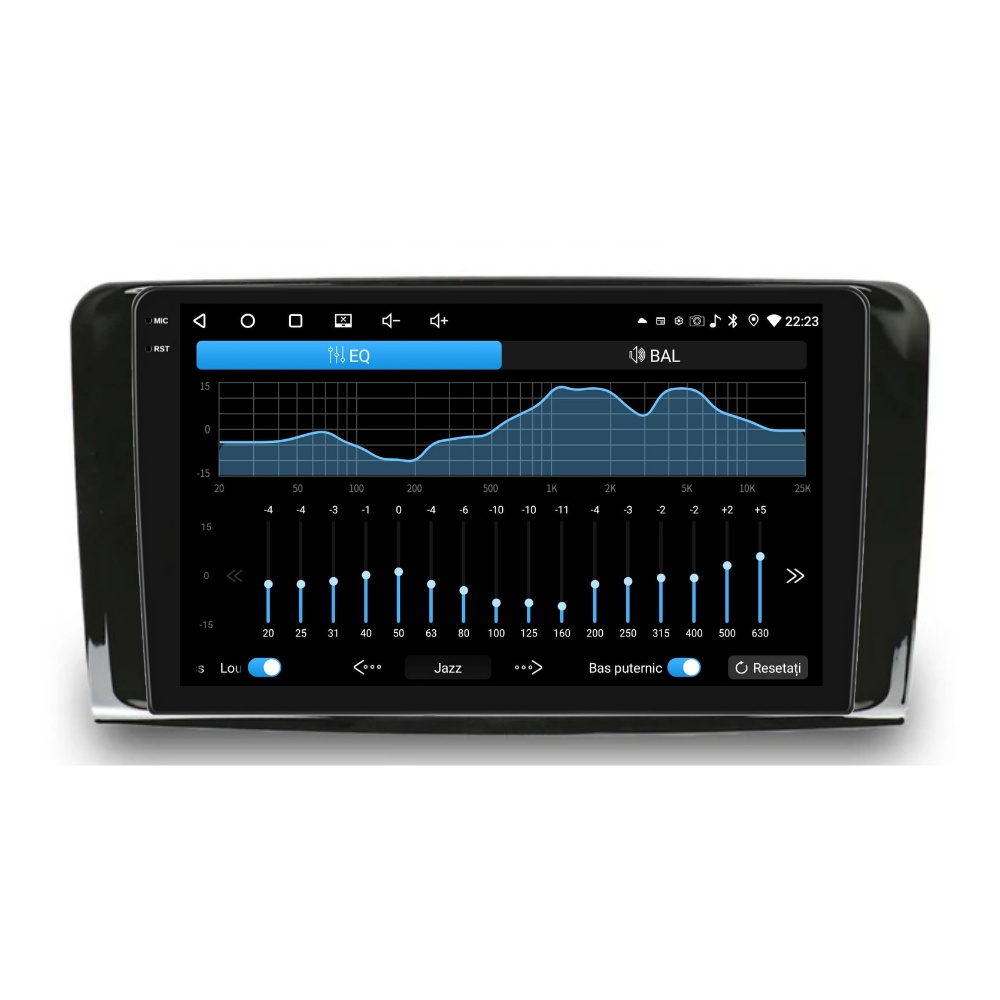 MIC
RST
22:23
EQ
BAL
15
0
-15
20 50 100 200 500 1K 2K 5K 10K 25K
-4 -4 -3 -1 0 -4 -6 -10 -10 -11 -4 -3 -2 -2 +2 +5
15
0
-15
20 25 31 40 50 63 80 100 125 160 200 250 315 400 500 630
s Lou Jazz Bas puternic Resetați